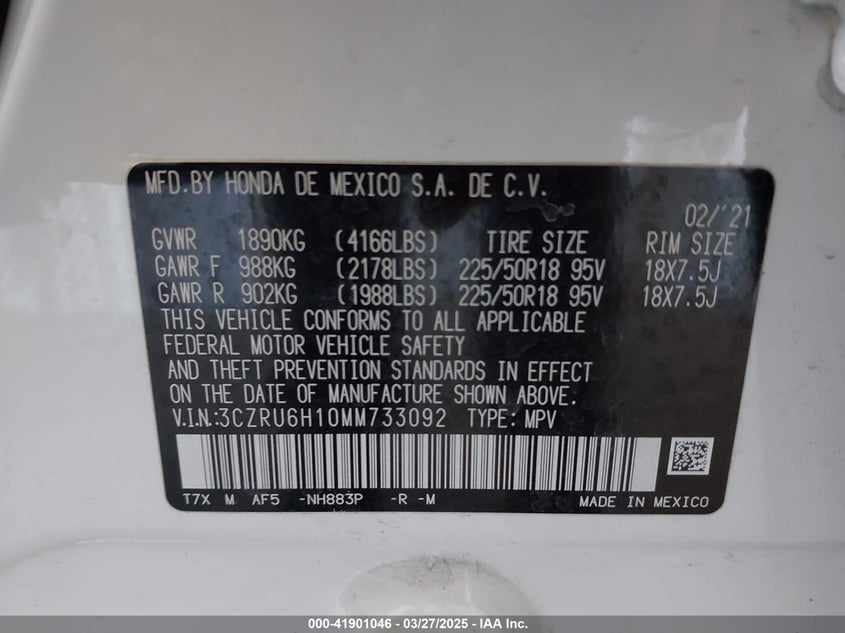 MFD.BY HONDA DE MEXICO S.A. DE C.V.
02/'21
GVWR 1890KG (4166LBS) TIRE SIZE RIM SIZE
GAWR F 988KG (2178LBS) 225/50R18 95V 18X7.5J
GAWR R 902KG (1988LBS) 225/50R18 95V 18X7.5J
THIS VEHICLE CONFORMS TO ALL APPLICABLE
FEDERAL MOTOR VEHICLE SAFETY
AND THEFT PREVENTION STANDARDS IN EFFECT
ON THE DATE OF MANUFACTURE SHOWN ABOVE.
V.I.N.:3CZRU6H10MM733092 TYPE: MPV
T7X M AF5 -NH883P -R -M MADE IN MEXICO
000-41901046 | 03/27/2025 | IAA Inc.